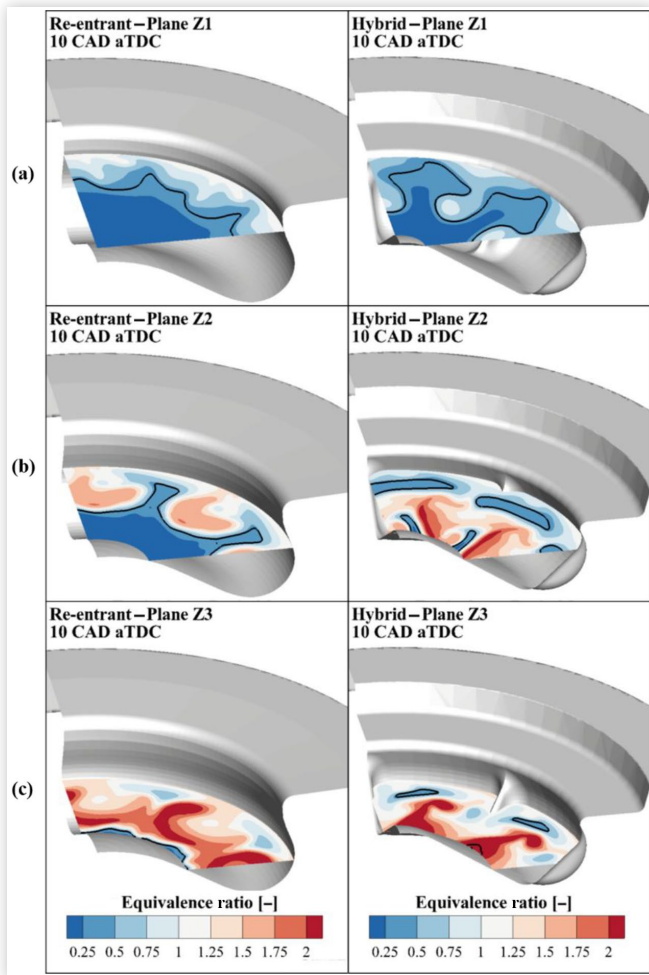 Re-entrant–Plane Z1
10 CAD aTDC
Hybrid–Plane Z1
10 CAD aTDC
(a)
Re-entrant–Plane Z2
10 CAD aTDC
Hybrid–Plane Z2
10 CAD aTDC
(b)
Re-entrant–Plane Z3
10 CAD aTDC
Hybrid–Plane Z3
10 CAD aTDC
(c)
Equivalence ratio [–]
0.25 0.5 0.75 1 1.25 1.5 1.75 2
Equivalence ratio [–]
0.25 0.5 0.75 1 1.25 1.5 1.75 2